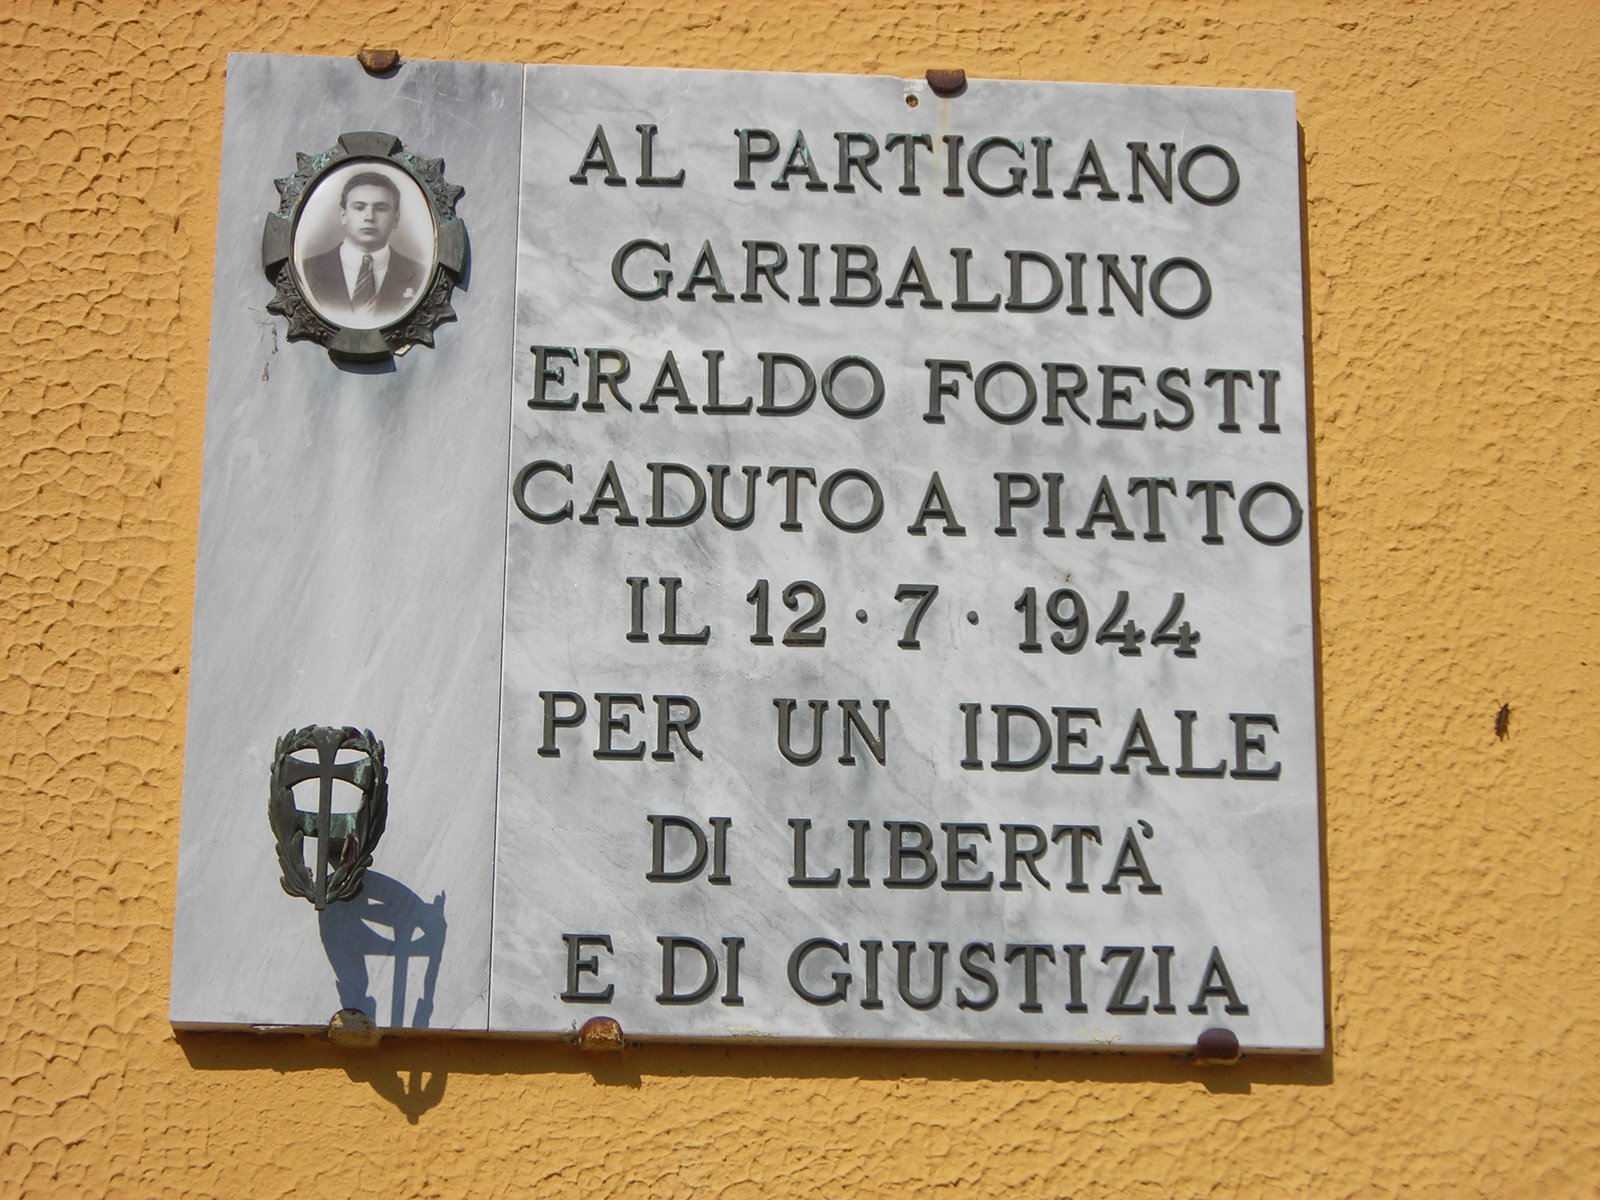 AL PARTIGIANO
GARIBALDINO
ERALDO FORESTI
CADUTO A PIATTO
IL 12·7·1944
PER UN IDEALE
DI LIBERTÀ
E DI GIUSTIZIA